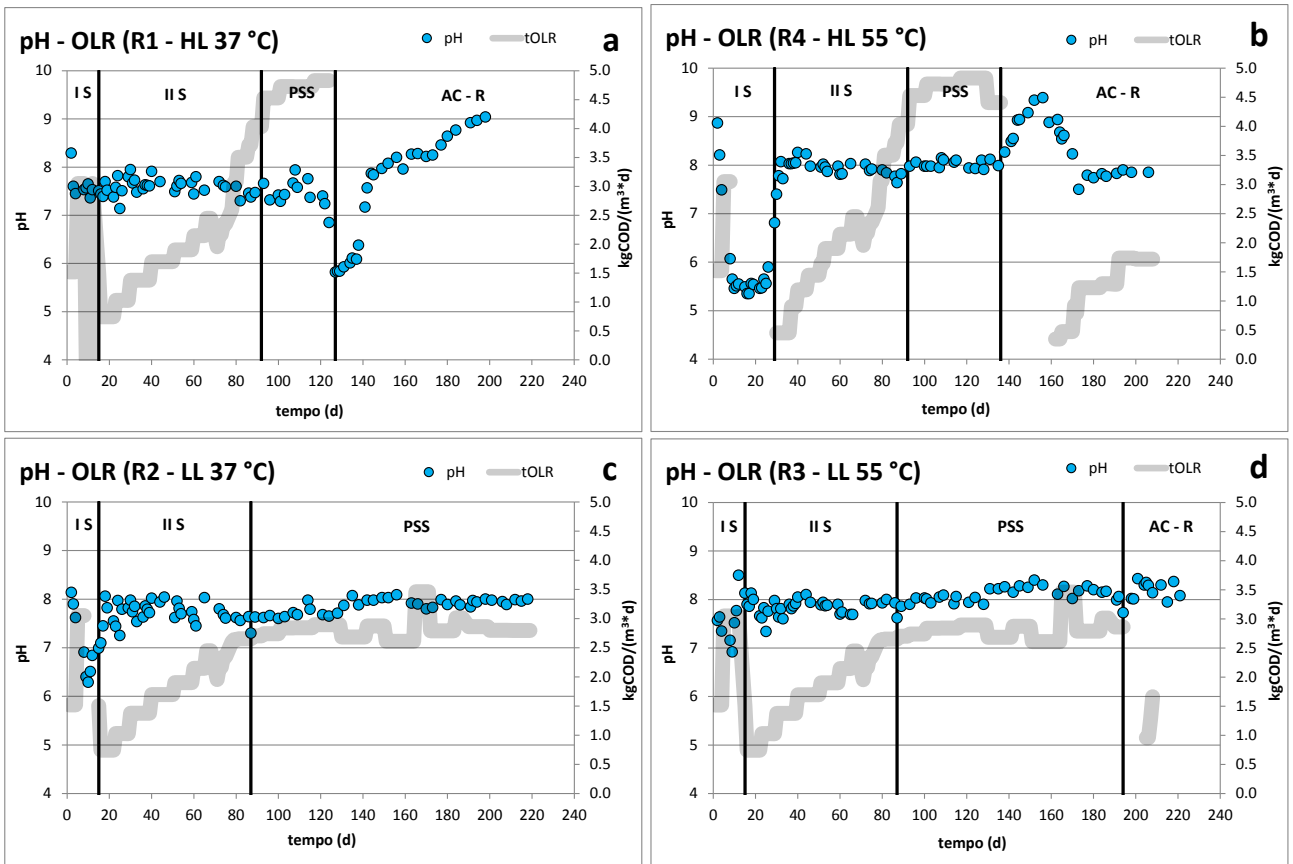 pH - OLR (R1 - HL 37 °C)
pH
tOLR
a
I S
II S
PSS
AC - R
10
9
8
7
6
5
4
pH
5.0
4.5
4.0
3.5
3.0
2.5
2.0
1.5
1.0
0.5
0.0
kgCOD/(m³*d)
0 20 40 60 80 100 120 140 160 180 200 220 240
tempo (d)
pH - OLR (R4 - HL 55 °C)
pH
tOLR
b
I S
II S
PSS
AC - R
10
9
8
7
6
5
4
pH
5.0
4.5
4.0
3.5
3.0
2.5
2.0
1.5
1.0
0.5
0.0
kgCOD/(m³*d)
0 20 40 60 80 100 120 140 160 180 200 220 240
tempo (d)
pH - OLR (R2 - LL 37 °C)
pH
tOLR
c
I S
II S
PSS
10
9
8
7
6
5
4
pH
5.0
4.5
4.0
3.5
3.0
2.5
2.0
1.5
1.0
0.5
0.0
kgCOD/(m³*d)
0 20 40 60 80 100 120 140 160 180 200 220 240
tempo (d)
pH - OLR (R3 - LL 55 °C)
pH
tOLR
d
I S
II S
PSS
AC - R
10
9
8
7
6
5
4
pH
5.0
4.5
4.0
3.5
3.0
2.5
2.0
1.5
1.0
0.5
0.0
kgCOD/(m³*d)
0 20 40 60 80 100 120 140 160 180 200 220 240
tempo (d)